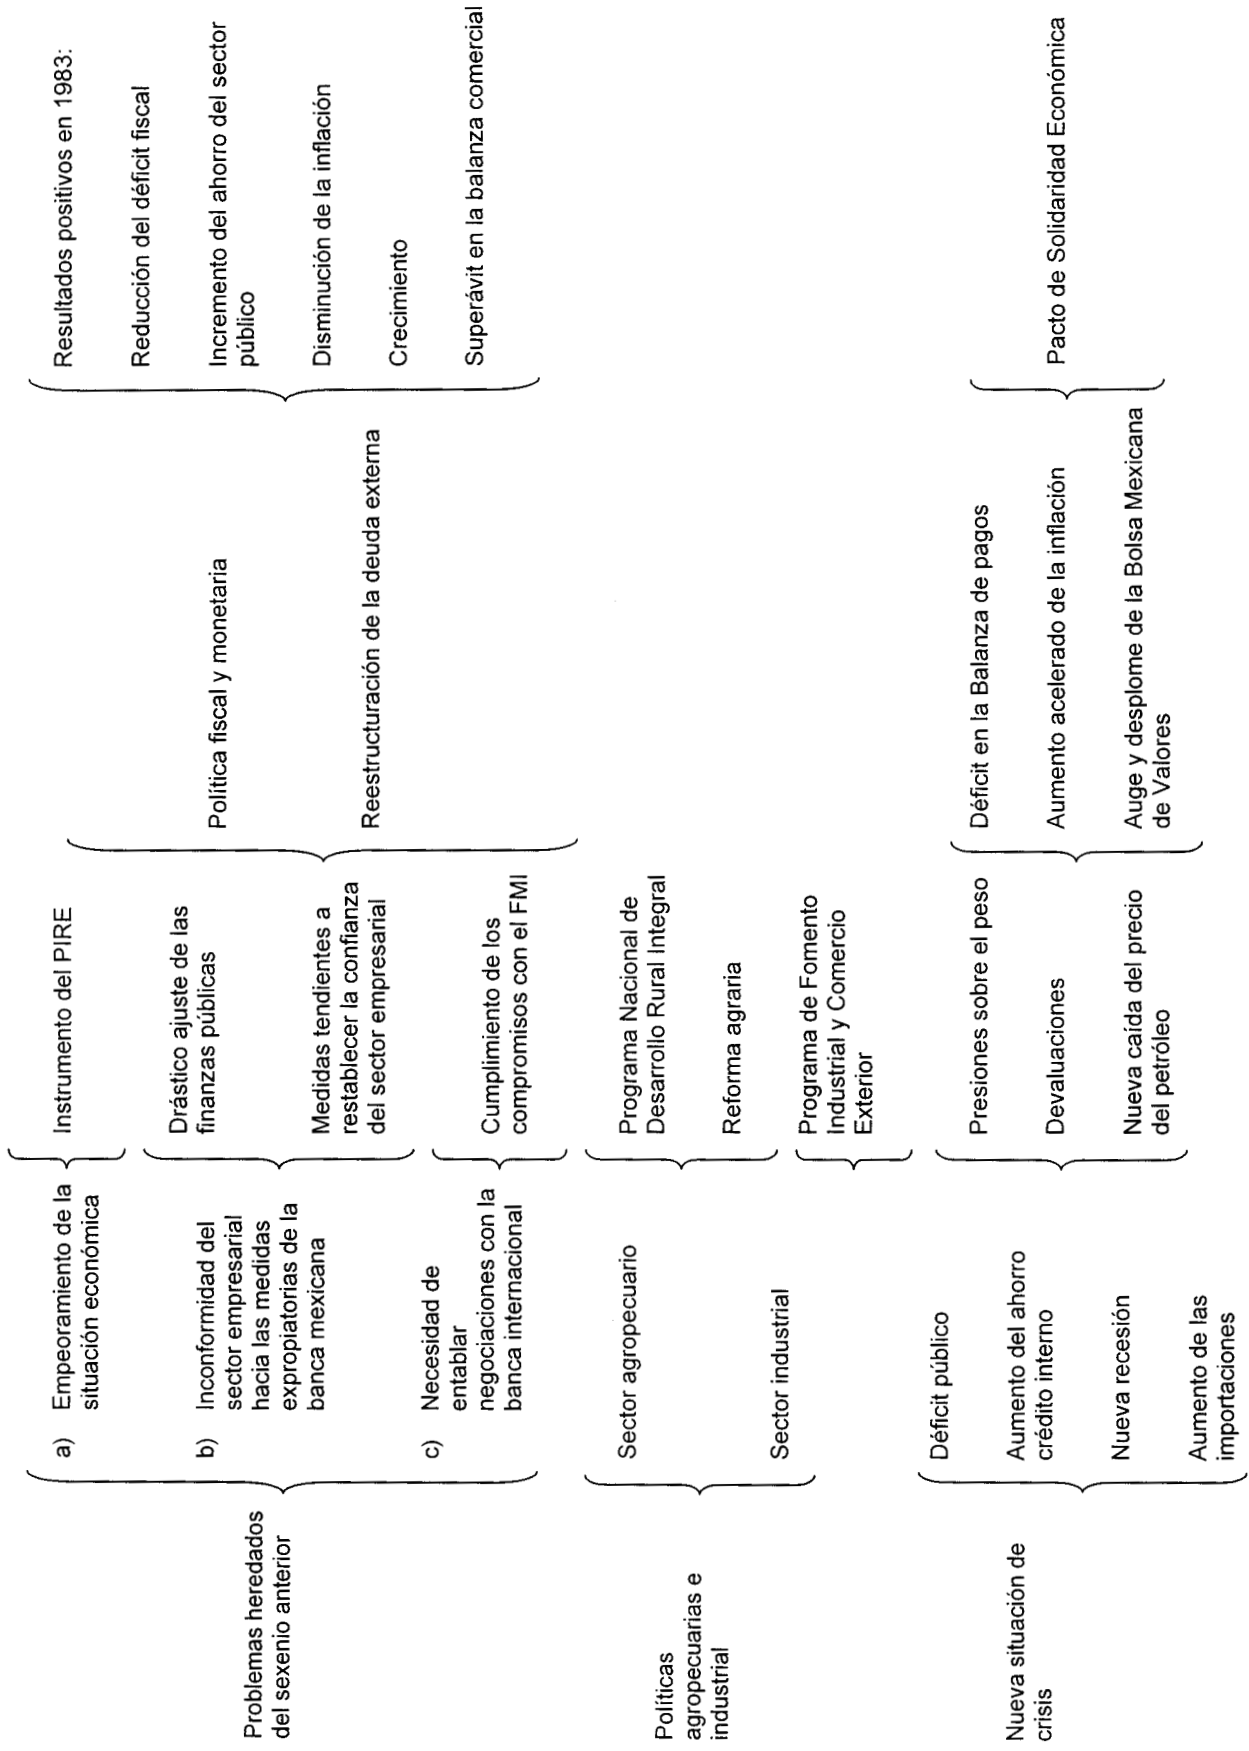 Problemas heredados
del sexenio anterior
a) Empeoramiento de la
situación económica
Instrumento del PIRE
b) Inconformidad del
sector empresarial
hacia las medidas
expropiatorias de la
banca mexicana
Drástico ajuste de las
finanzas públicas
Medidas tendientes a
restablecer la confianza
del sector empresarial
c) Necesidad de
entablar
negociaciones con la
banca internacional
Cumplimiento de los
compromisos con el FMI
Política fiscal y monetaria
Reestructuración de la deuda externa
Resultados positivos en 1983:
Reducción del déficit fiscal
Incremento del ahorro del sector
público
Disminución de la inflación
Crecimiento
Superávit en la balanza comercial
Políticas
agropecuarias e
industrial
Sector agropecuario
Programa Nacional de
Desarrollo Rural Integral
Reforma agraria
Sector industrial
Programa de Fomento
Industrial y Comercio
Exterior
Nueva situación de
crisis
Déficit público
Aumento del ahorro
crédito interno
Nueva recesión
Aumento de las
importaciones
Presiones sobre el peso
Devaluaciones
Nueva caída del precio
del petróleo
Déficit en la Balanza de pagos
Aumento acelerado de la inflación
Auge y desplome de la Bolsa Mexicana
de Valores
Pacto de Solidaridad Económica